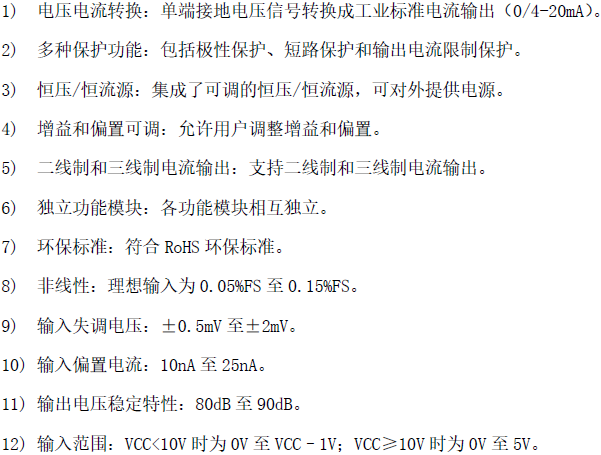 1) 电压电流转换：单端接地电压信号转换成工业标准电流输出（0/4-20mA）。
2) 多种保护功能：包括极性保护、短路保护和输出电流限制保护。
3) 恒压/恒流源：集成了可调的恒压/恒流源，可对外提供电源。
4) 增益和偏置可调：允许用户调整增益和偏置。
5) 二线制和三线制电流输出：支持二线制和三线制电流输出。
6) 独立功能模块：各功能模块相互独立。
7) 环保标准：符合 RoHS 环保标准。
8) 非线性：理想输入为 0.05%FS 至 0.15%FS。
9) 输入失调电压：±0.5mV 至±2mV。
10) 输入偏置电流：10nA 至 25nA。
11) 输出电压稳定特性：80dB 至 90dB。
12) 输入范围：VCC<10V 时为 0V 至 VCC–1V；VCC≥10V 时为 0V 至 5V。